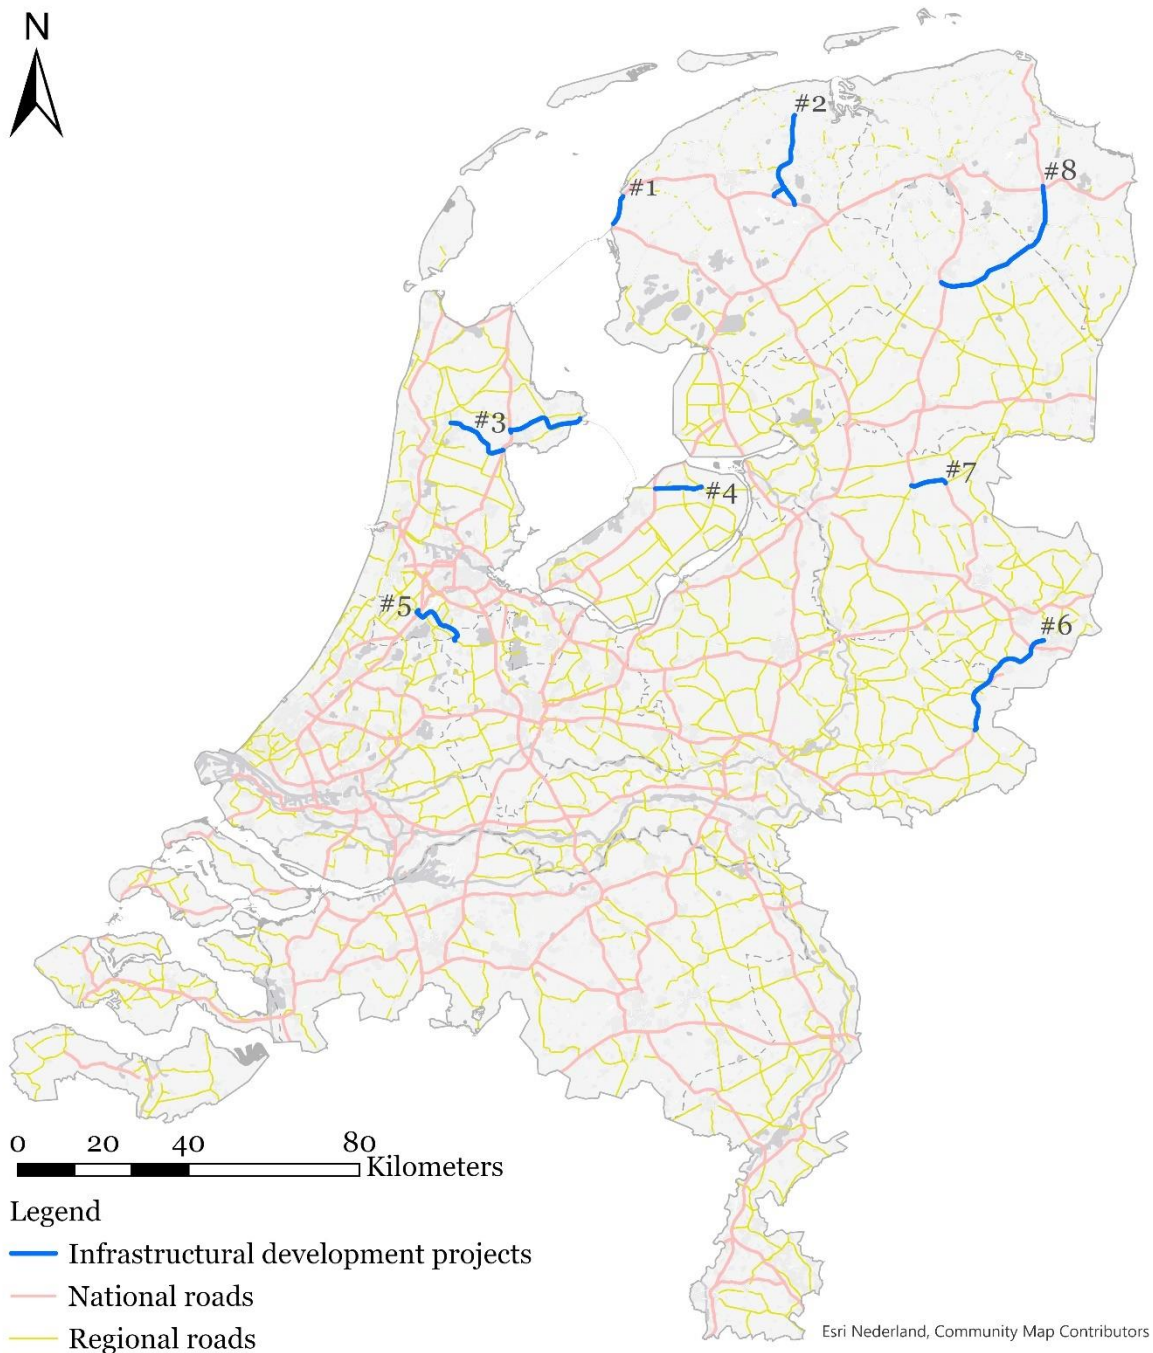 N
#2
#8
#1
#3
#7
#4
#5
#6
0 20 40 80
Kilometers
Legend
Infrastructural development projects
National roads
Regional roads
Esri Nederland, Community Map Contributors